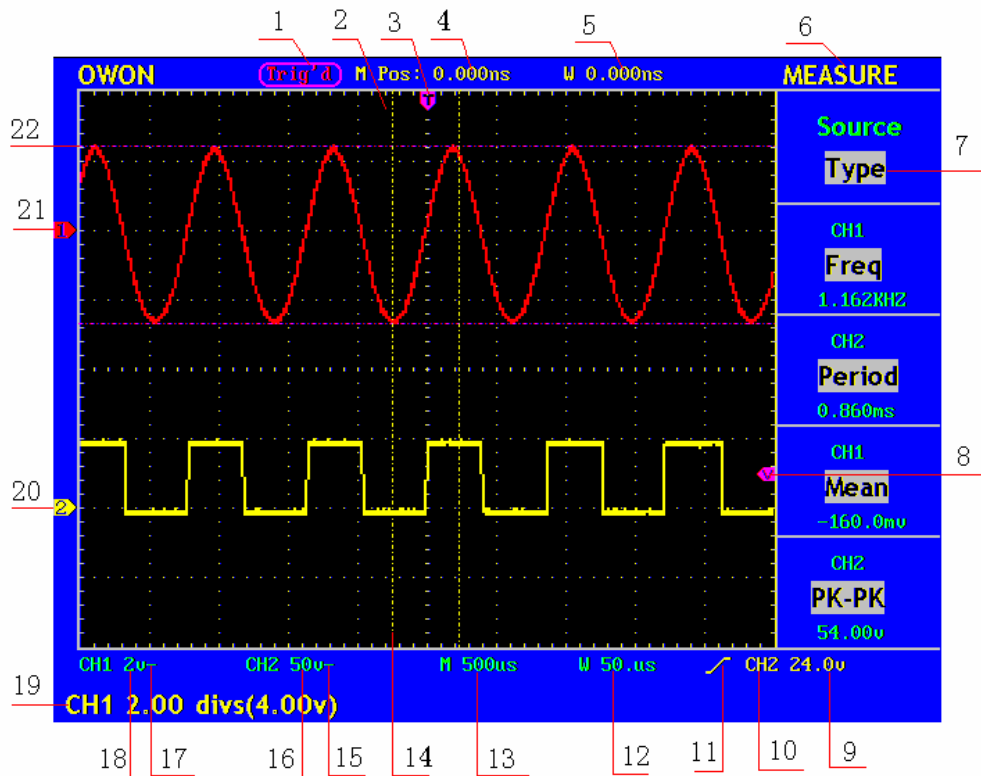 1 2 3 4 5 6
OWON Trig'd M Pos: 0.000ns W 0.000ns MEASURE
T
Source
Type
7
22
21
1
CH1
Freq
1.162KHZ
CH2
Period
0.860ms
CH1
Mean
-160.0mv
8
V
20
2
CH2
PK-PK
54.00v
CH1 2v CH2 50v M 500us W 50.us CH2 24.0v
19
CH1 2.00 divs(4.00v)
18 17 16 15 14 13 12 11 10 9